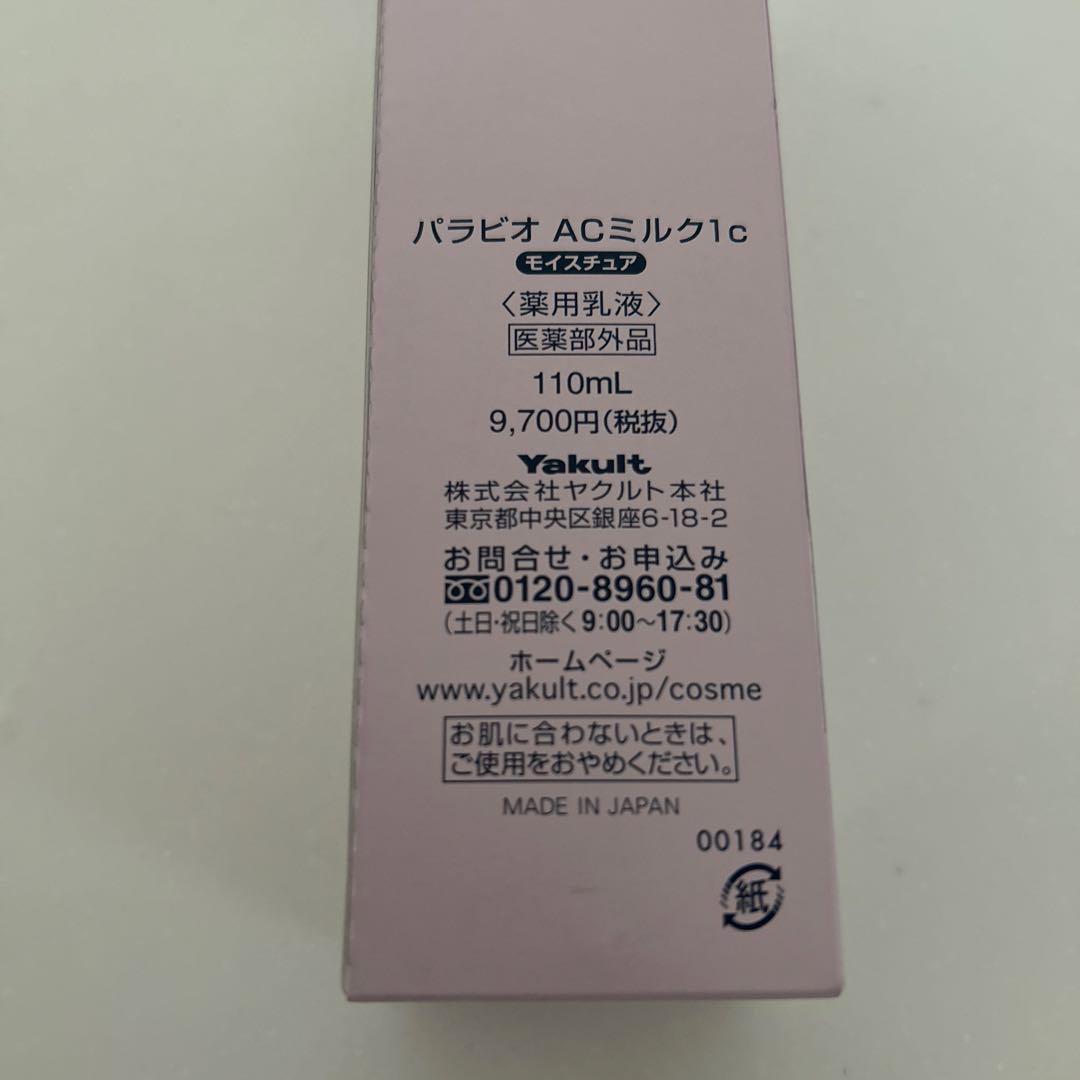 パラビオ ACミルク1c
モイスチュア
〈薬用乳液〉
医薬部外品
110mL
9,700円(税抜)
Yakult
株式会社ヤクルト本社
東京都中央区銀座6-18-2
お問合せ・お申込み
0120-8960-81
(土日・祝日除く 9:00〜17:30)
ホームページ
www.yakult.co.jp/cosme
お肌に合わないときは、
ご使用をおやめください。
MADE IN JAPAN
00184
紙